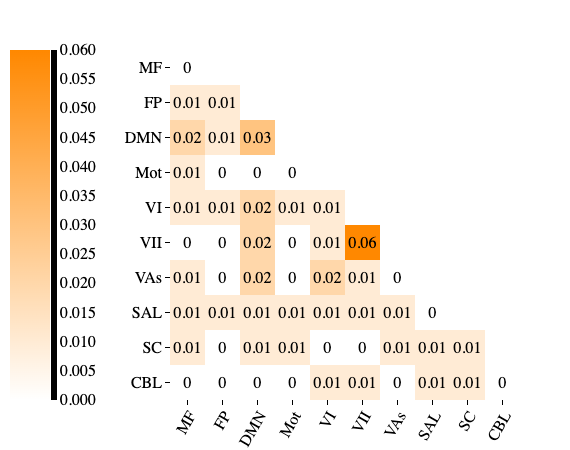 0.060
0.055
0.050
0.045
0.040
0.035
0.030
0.025
0.020
0.015
0.010
0.005
0.000
MF 0
FP 0.01 0.01
DMN 0.02 0.01 0.03
Mot 0.01 0 0 0
VI 0.01 0.01 0.02 0.01 0.01
VII 0 0 0.02 0 0.01 0.06
VAs 0.01 0 0.02 0 0.02 0.01 0
SAL 0.01 0.01 0.01 0.01 0.01 0.01 0.01 0
SC 0.01 0 0.01 0.01 0 0 0.01 0.01 0.01
CBL 0 0 0 0 0.01 0.01 0 0.01 0.01 0
MF FP DMN Mot VI VII VAs SAL SC CBL